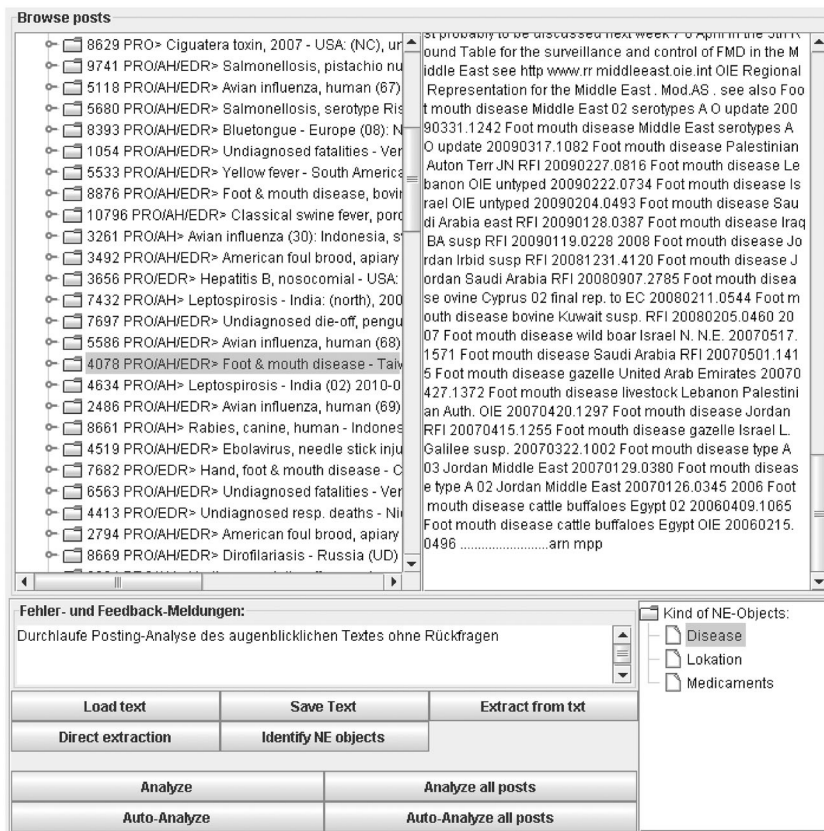 Browse posts
8629 PRO> Ciguatera toxin, 2007 - USA: (NC), ur
9741 PRO/AH/EDR> Salmonellosis, pistachio nu
5118 PRO/AH/EDR> Avian influenza, human (67)
5680 PRO/AH/EDR> Salmonellosis, serotype Ris
8393 PRO/AH/EDR> Bluetongue - Europe (08): N
1054 PRO/AH/EDR> Undiagnosed fatalities - Ver
5533 PRO/AH/EDR> Yellow fever - South America
8876 PRO/AH/EDR> Foot & mouth disease, bovir
10796 PRO/AH/EDR> Classical swine fever, porc
3261 PRO/AH> Avian influenza (30): Indonesia, s
3492 PRO/AH/EDR> American foul brood, apiary
3656 PRO/EDR> Hepatitis B, nosocomial - USA:
7432 PRO/AH> Leptospirosis - India: (north), 200
7697 PRO/AH/EDR> Undiagnosed die-off, pengu
5586 PRO/AH/EDR> Avian influenza, human (68)
4078 PRO/AH/EDR> Foot & mouth disease - Taiv
4634 PRO/AH> Leptospirosis - India (02) 2010-0
2486 PRO/AH/EDR> Avian influenza, human (69)
8661 PRO/AH> Rabies, canine, human - Indones
4519 PRO/AH/EDR> Ebolavirus, needle stick inju
7682 PRO/EDR> Hand, foot & mouth disease - C
6563 PRO/AH/EDR> Undiagnosed fatalities - Ver
4413 PRO/EDR> Undiagnosed resp. deaths - Ni
2794 PRO/AH/EDR> American foul brood, apiary
8669 PRO/AH/EDR> Dirofilariasis - Russia (UD)
st probably to be discussed next week 7 8 April in the 5th R
ound Table for the surveillance and control of FMD in the M
iddle East see http www.rr middleeast.oie.int OIE Regional
Representation for the Middle East . Mod.AS . see also Foo
t mouth disease Middle East 02 serotypes A O update 200
90331.1242 Foot mouth disease Middle East serotypes A
O update 20090317.1082 Foot mouth disease Palestinian
Auton Terr JN RFI 20090227.0816 Foot mouth disease Le
banon OIE untyped 20090222.0734 Foot mouth disease Is
rael OIE untyped 20090204.0493 Foot mouth disease Sau
di Arabia east RFI 20090128.0387 Foot mouth disease Iraq
BA susp RFI 20090119.0228 2008 Foot mouth disease Jo
rdan Irbid susp RFI 20081231.4120 Foot mouth disease J
ordan Saudi Arabia RFI 20080907.2785 Foot mouth disea
se ovine Cyprus 02 final rep. to EC 20080211.0544 Foot m
outh disease bovine Kuwait susp. RFI 20080205.0460 20
07 Foot mouth disease wild boar Israel N. N.E. 20070517.
1571 Foot mouth disease Saudi Arabia RFI 20070501.141
5 Foot mouth disease gazelle United Arab Emirates 20070
427.1372 Foot mouth disease livestock Lebanon Palestini
an Auth. OIE 20070420.1297 Foot mouth disease Jordan
RFI 20070415.1255 Foot mouth disease gazelle Israel L.
Galilee susp. 20070322.1002 Foot mouth disease type A
03 Jordan Middle East 20070129.0380 Foot mouth diseas
e type A 02 Jordan Middle East 20070126.0345 2006 Foot
mouth disease cattle buffaloes Egypt 02 20060409.1065
Foot mouth disease cattle buffaloes Egypt OIE 20060215.
0496 .........................arn mpp
Fehler- und Feedback-Meldungen:
Durchlaufe Posting-Analyse des augenblicklichen Textes ohne Rückfragen
Load text
Save Text
Extract from txt
Direct extraction
Identify NE objects
Analyze
Analyze all posts
Auto-Analyze
Auto-Analyze all posts
Kind of NE-Objects:
Disease
Lokation
Medicaments